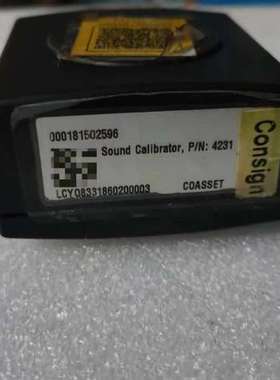 000181502596
Sound Calibrator, P/N: 4231
LCY08331860200003 COASSET
Consign